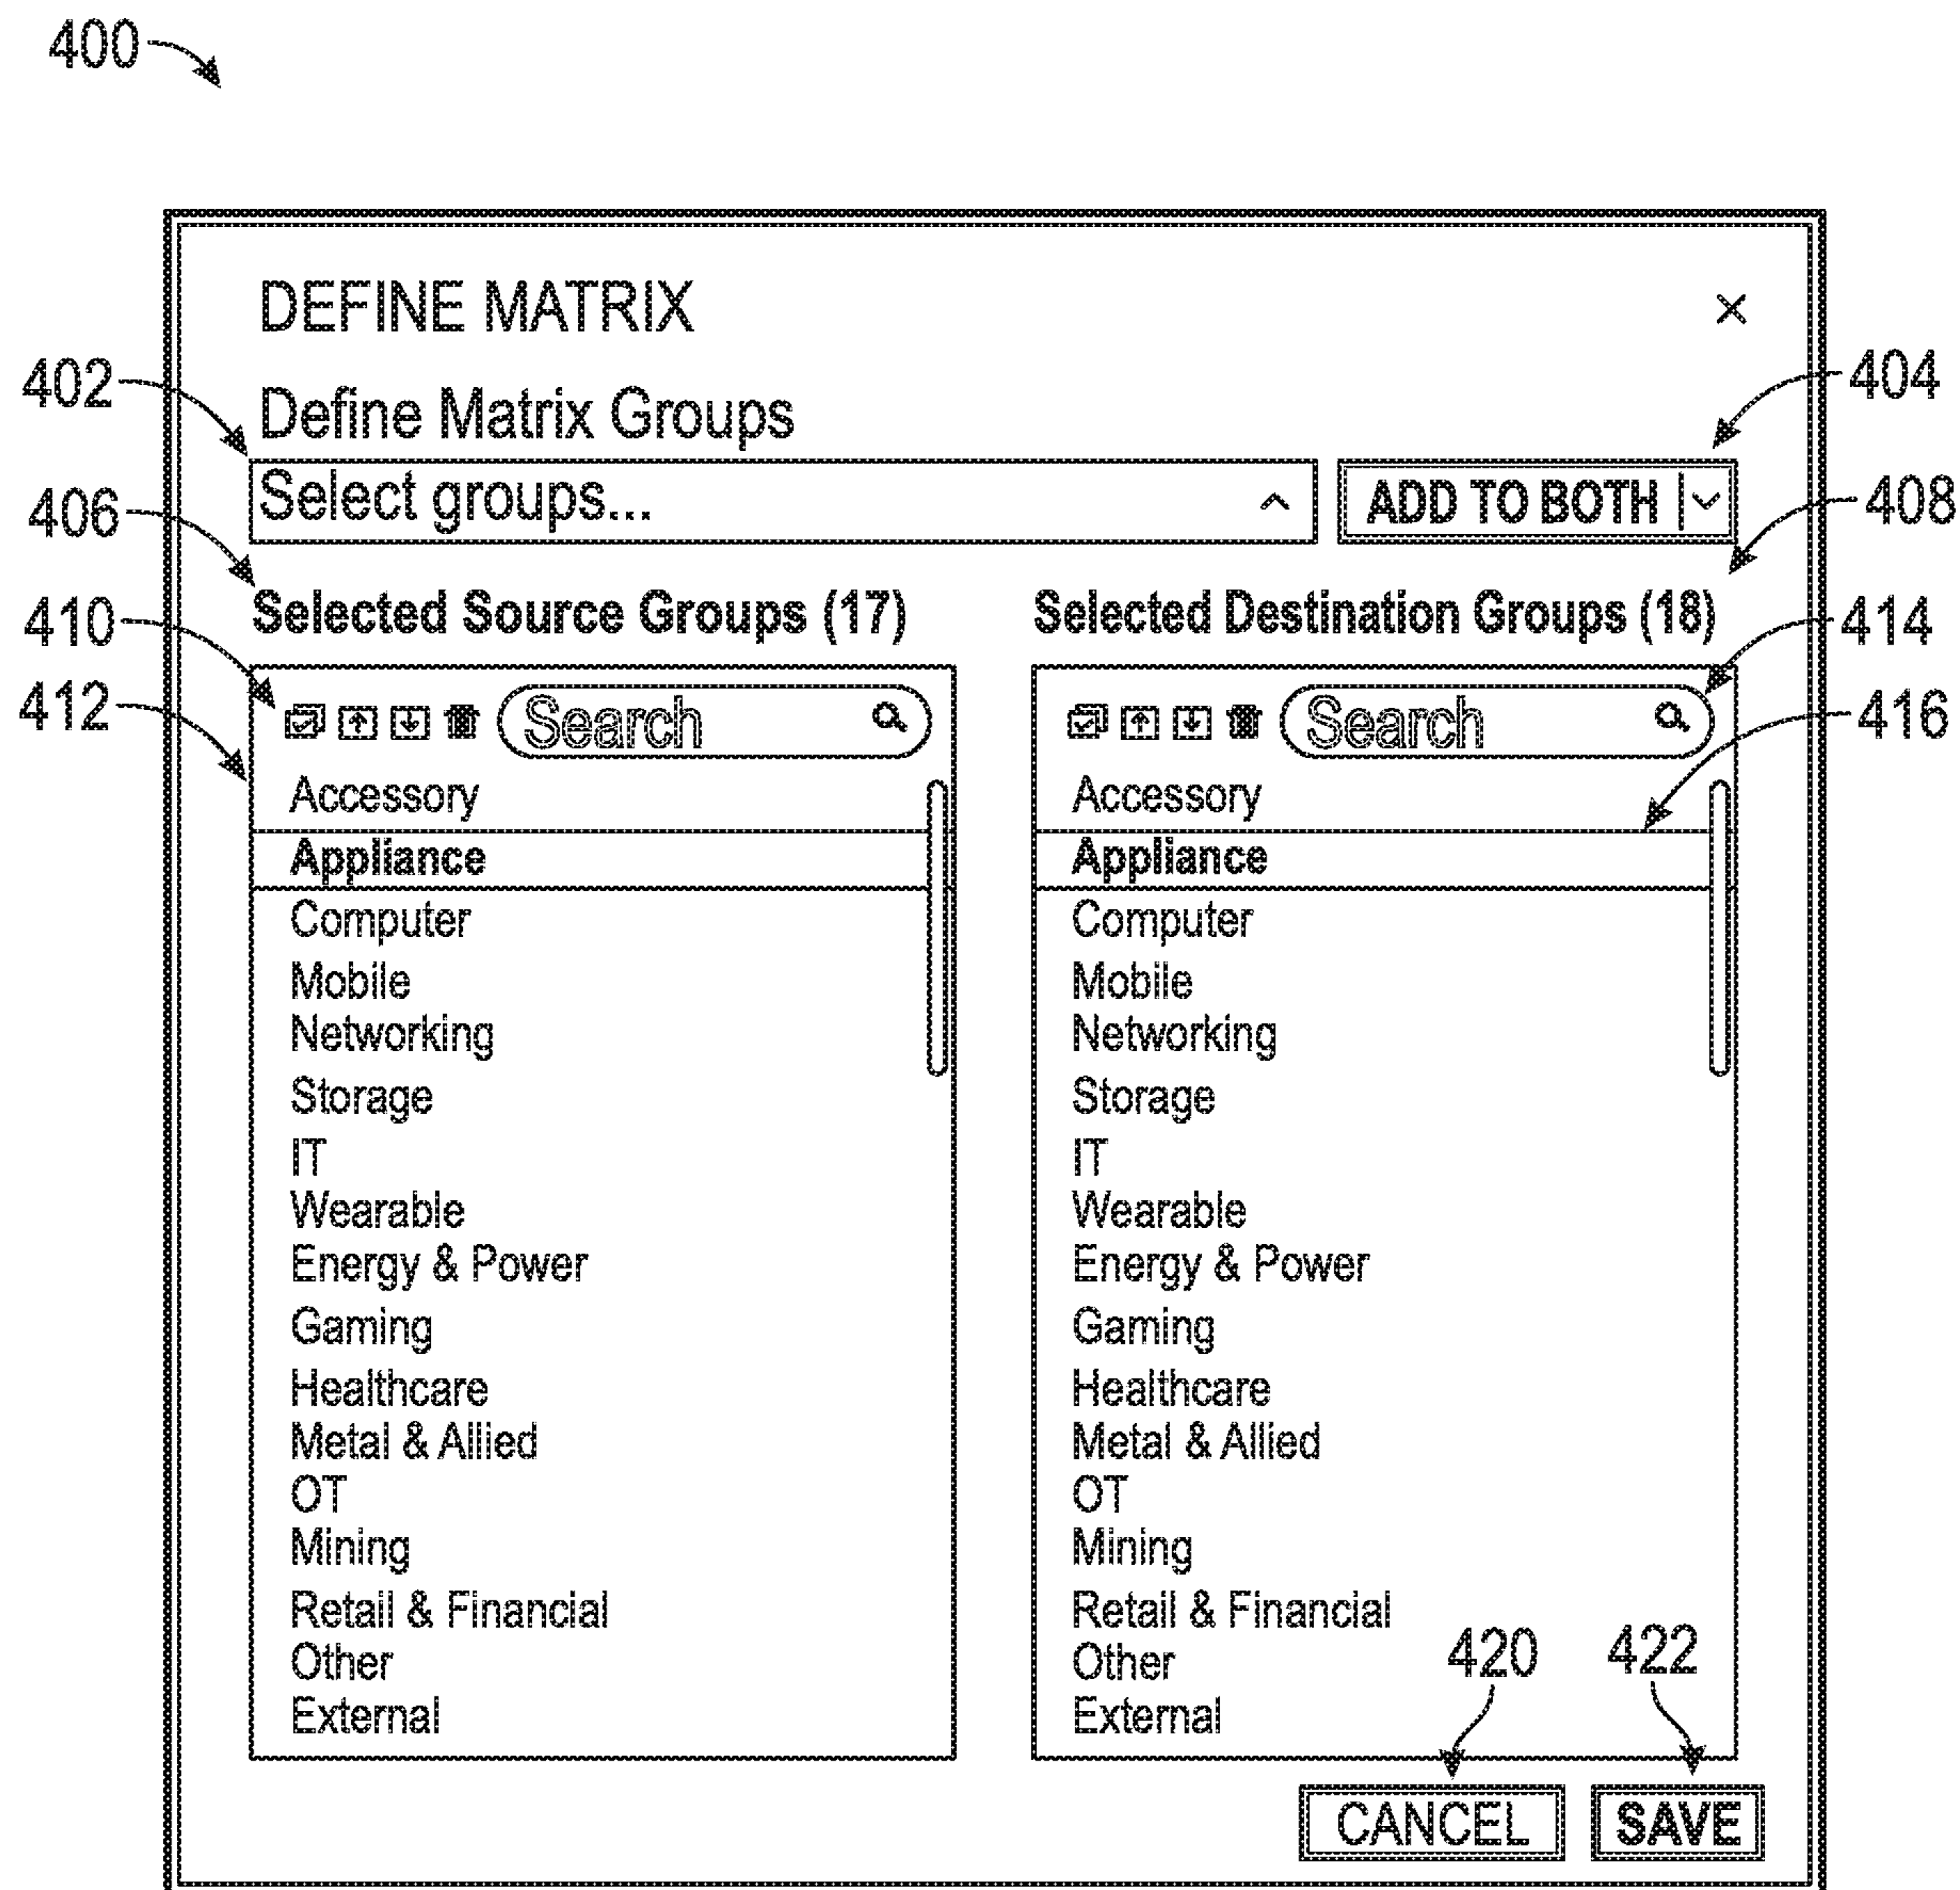 400
DEFINE MATRIX ×
402 Define Matrix Groups 404
Select groups... ADD TO BOTH
406 408
Selected Source Groups (17) Selected Destination Groups (18)
410 414
412 Search Search 416
Accessory Accessory
Appliance Appliance
Computer Computer
Mobile Mobile
Networking Networking
Storage Storage
IT IT
Wearable Wearable
Energy & Power Energy & Power
Gaming Gaming
Healthcare Healthcare
Metal & Allied Metal & Allied
OT OT
Mining Mining
Retail & Financial Retail & Financial
Other Other 420 422
External External
CANCEL SAVE